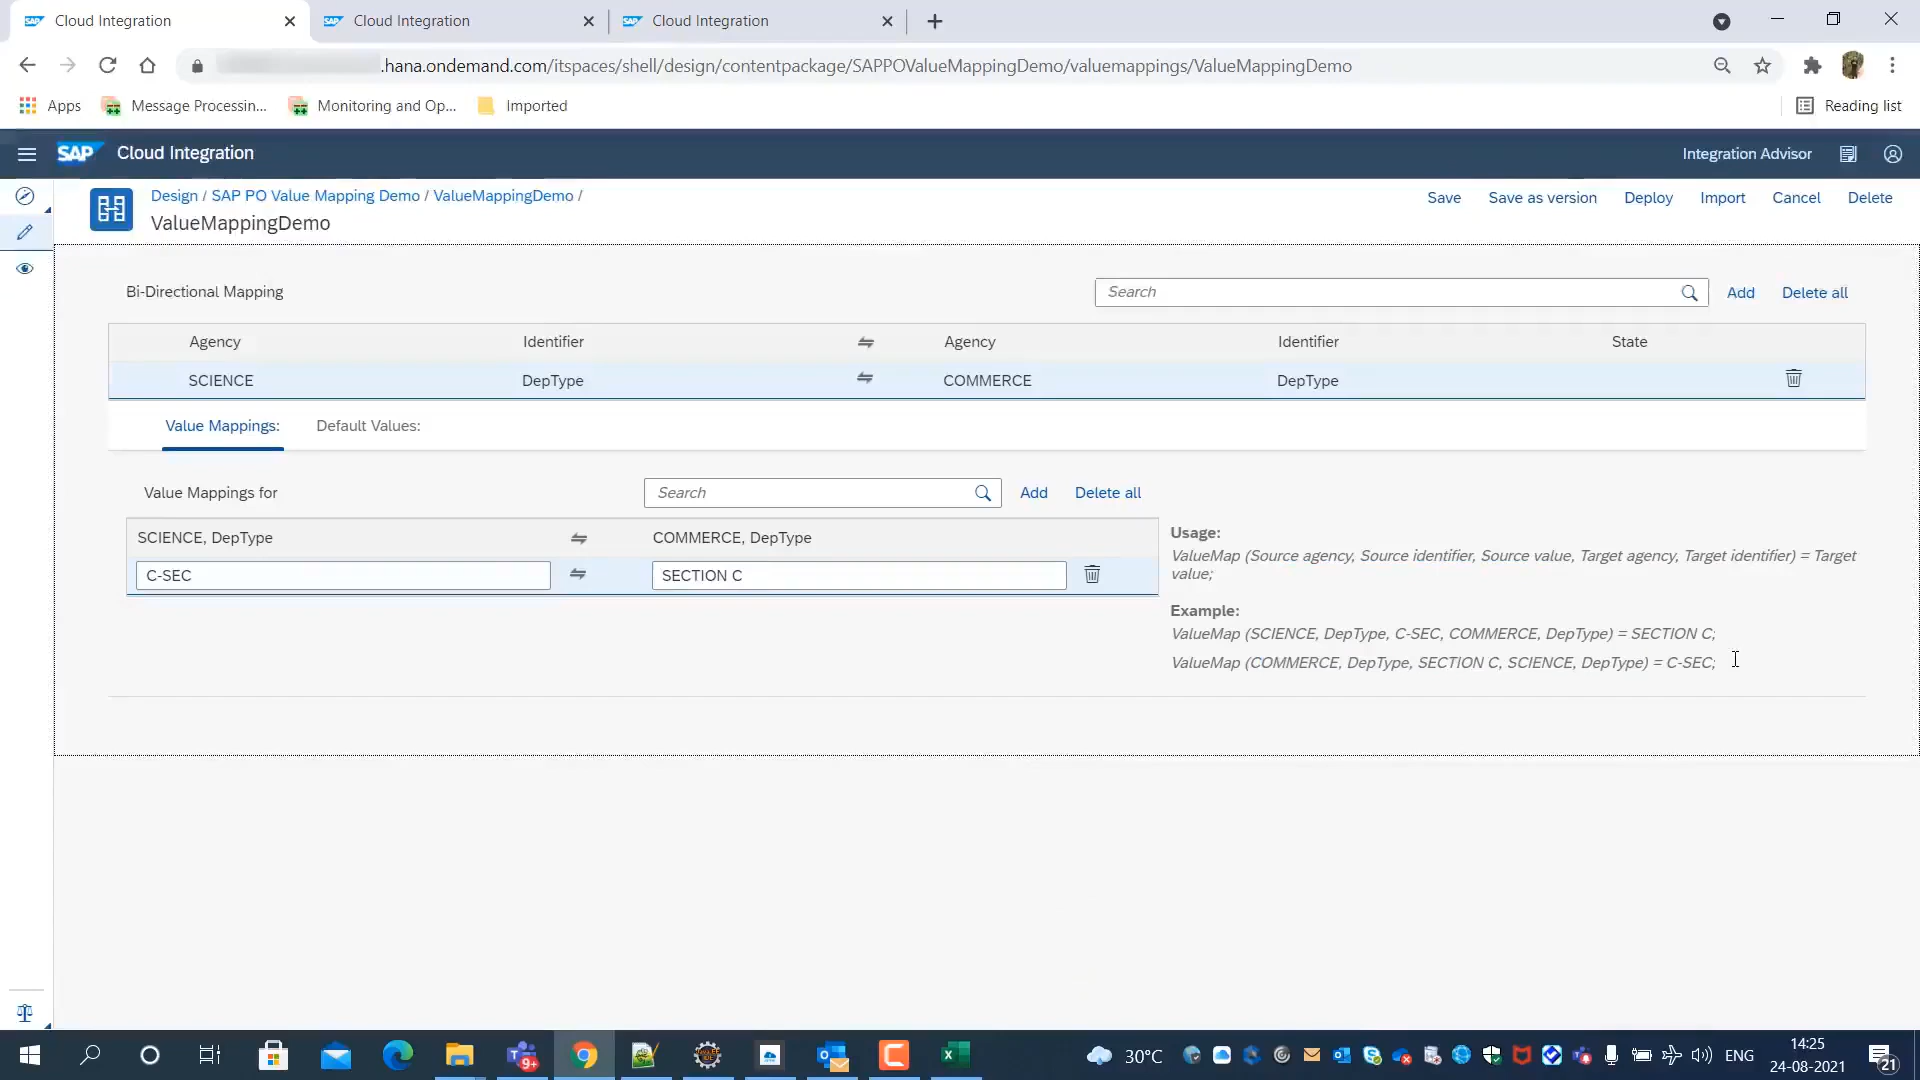 Cloud Integration
Cloud Integration
Cloud Integration
.hana.ondemand.com/itspaces/shell/design/contentpackage/SAPPOValueMappingDemo/valuemappings/ValueMappingDemo
Apps
Message Processin...
Monitoring and Op...
Imported
Reading list
SAP Cloud Integration
Integration Advisor
Design / SAP PO Value Mapping Demo / ValueMappingDemo /
Save Save as version Deploy Import Cancel Delete
ValueMappingDemo
Bi-Directional Mapping
Search
Add Delete all
Agency Identifier Agency Identifier State
SCIENCE DepType COMMERCE DepType
Value Mappings: Default Values:
Value Mappings for
Search
Add Delete all
SCIENCE, DepType COMMERCE, DepType
C-SEC SECTION C
Usage:
ValueMap (Source agency, Source identifier, Source value, Target agency, Target identifier) = Target
value;
Example:
ValueMap (SCIENCE, DepType, C-SEC, COMMERCE, DepType) = SECTION C;
ValueMap (COMMERCE, DepType, SECTION C, SCIENCE, DepType) = C-SEC;
9+
30°C
ENG
14:25
24-08-2021
21